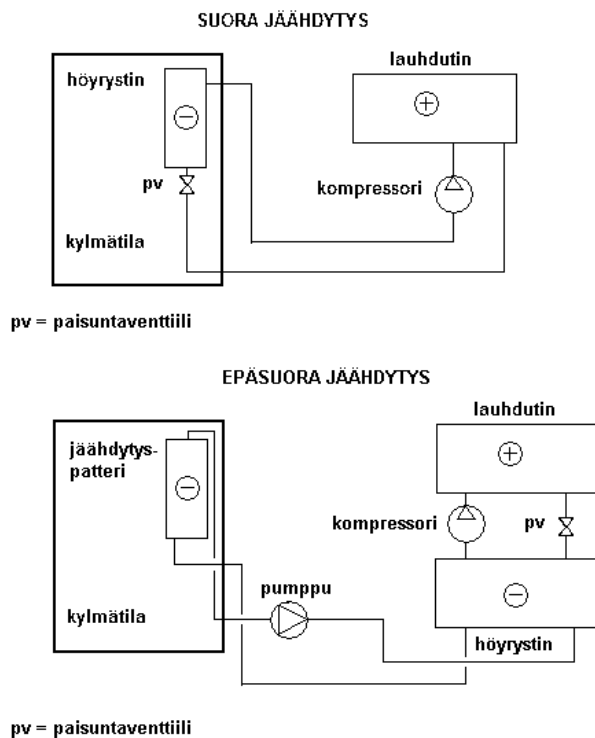 SUORA JÄÄHDYTYS
lauhdutin
höyrystin
pv
kompressori
kylmätila
pv = paisuntaventtiili
EPÄSUORA JÄÄHDYTYS
lauhdutin
jäähdytys-
patteri
kompressori
pv
pumppu
kylmätila
höyrystin
pv = paisuntaventtiili